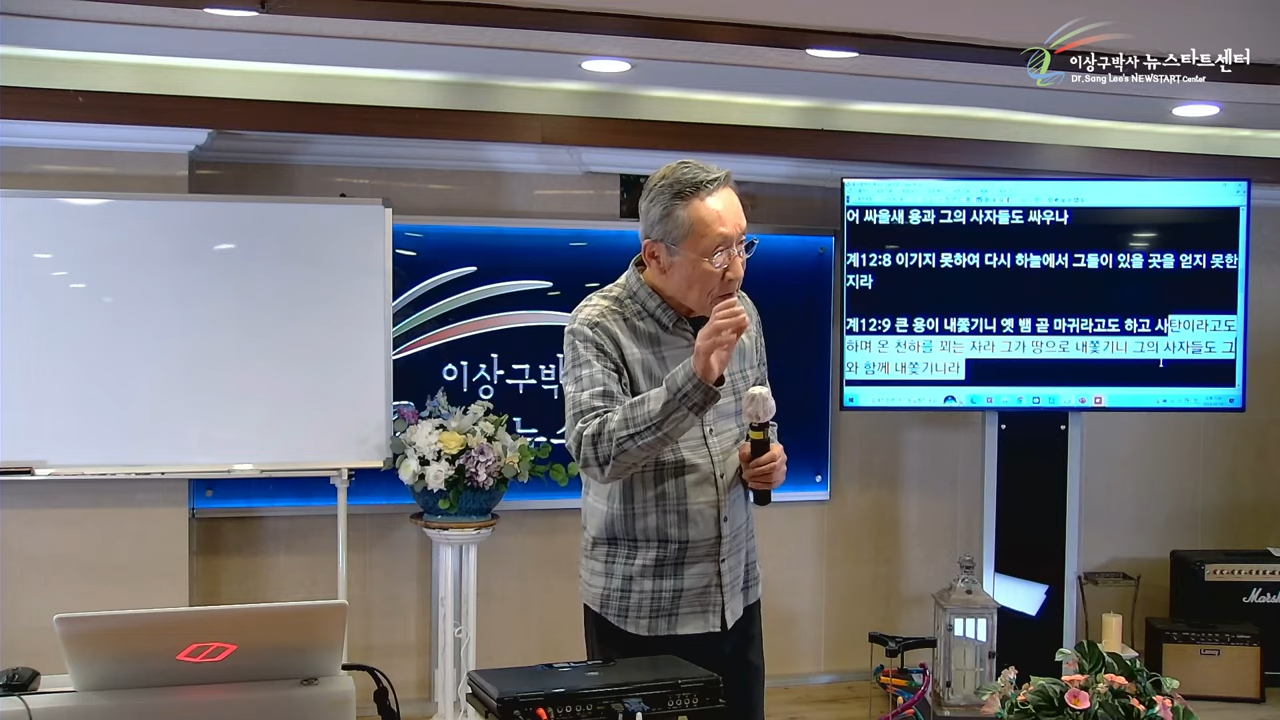 이상구박사 뉴스타트센터
Dr. Sang Lee's NEWSTART Center
어 싸울새 용과 그의 사자들도 싸우나
계12:8 이기지 못하여 다시 하늘에서 그들이 있을 곳을 얻지 못한
지라
계12:9 큰 용이 내쫓기니 옛 뱀 곧 마귀라고도 하고 사탄이라고도
하며 온 천하를 꾀는 자라 그가 땅으로 내쫓기니 그의 사자들도 그
와 함께 내쫓기니라
이상구박
뉴스
Marsh
Laney